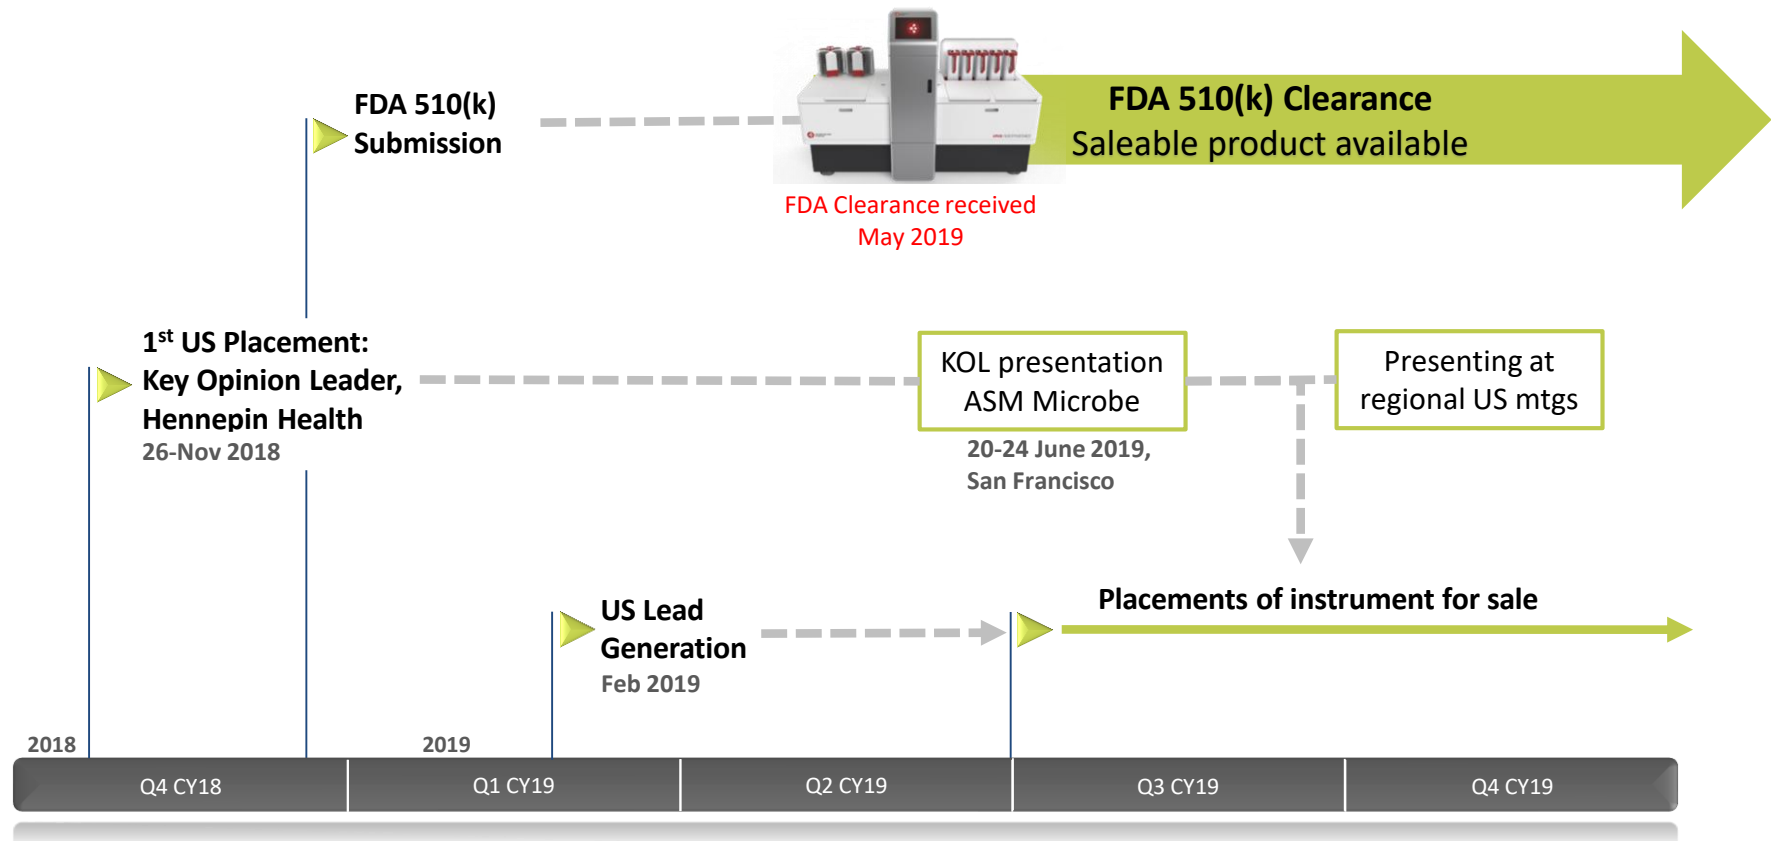 FDA 510(k)
Submission
FDA 510(k) Clearance
Saleable product available
FDA Clearance received
May 2019
1st US Placement:
Key Opinion Leader,
Hennepin Health
26-Nov 2018
KOL presentation
ASM Microbe
20-24 June 2019,
San Francisco
Presenting at
regional US mtgs
US Lead
Generation
Feb 2019
Placements of instrument for sale
2018
2019
Q4 CY18
Q1 CY19
Q2 CY19
Q3 CY19
Q4 CY19